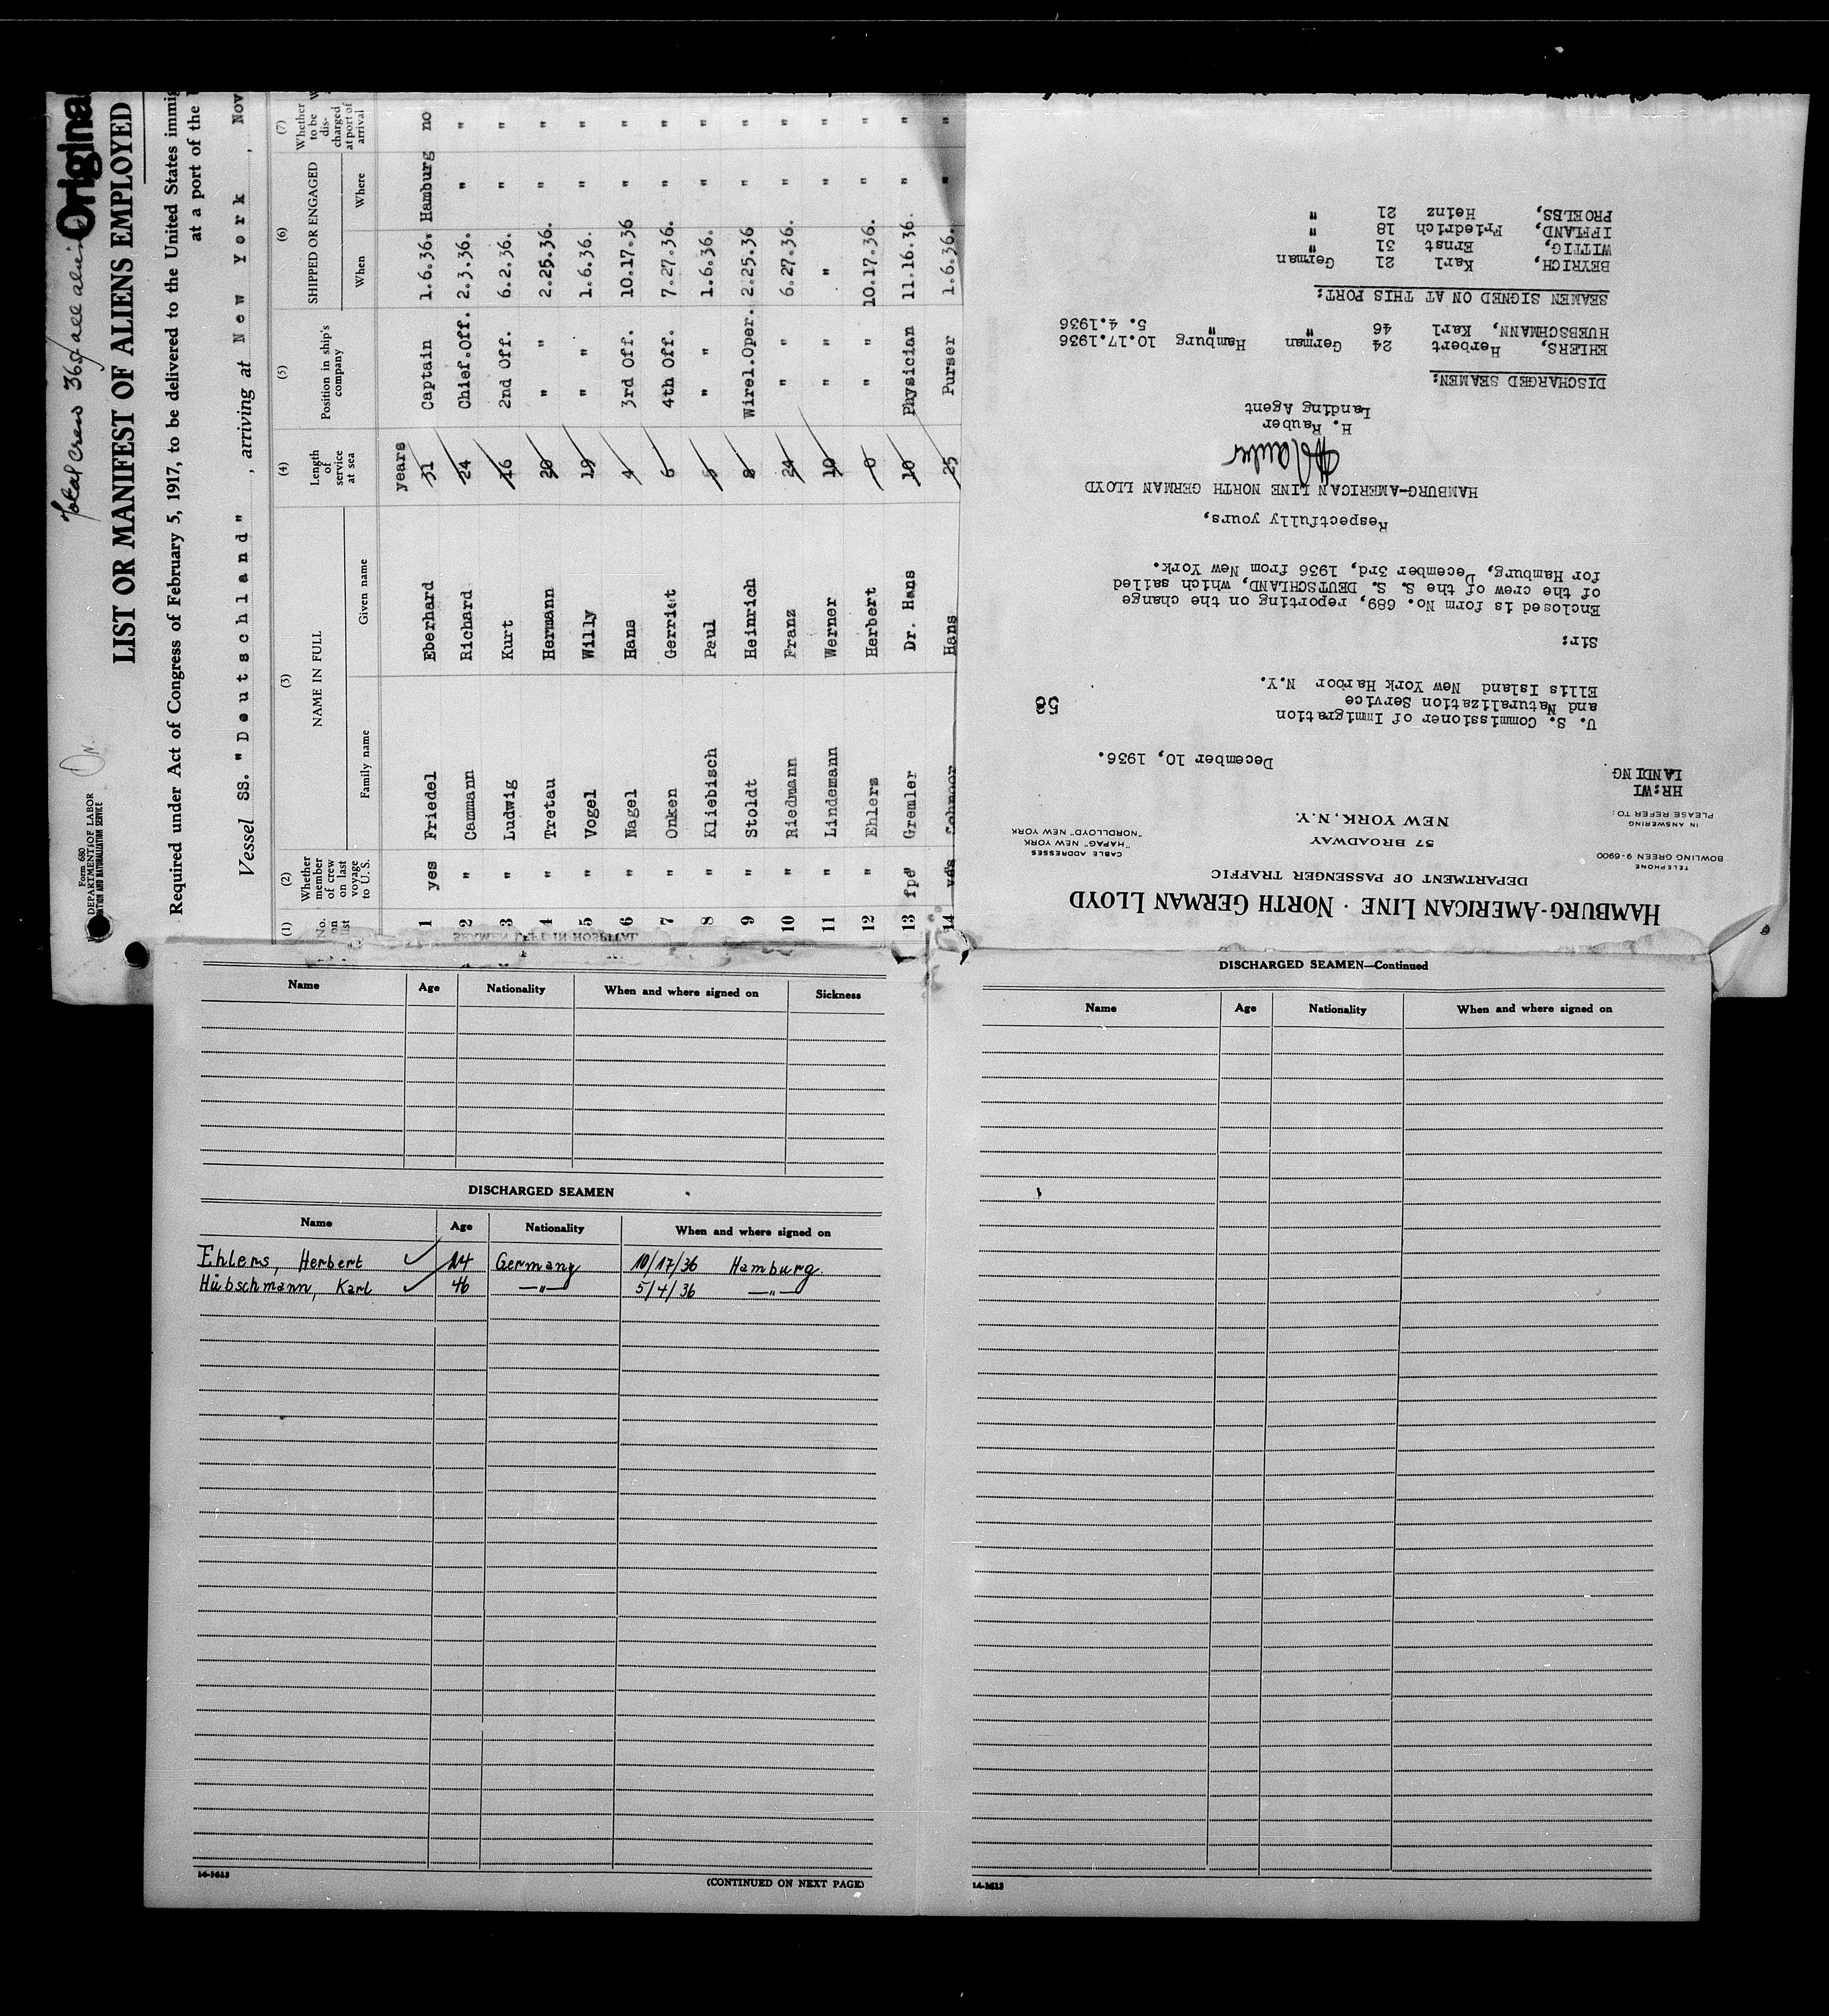 Total Crew 368 all aliens
Original
Form 680
DEPARTMENT OF LABOR
LIST OR MANIFEST OF ALIENS EMPLOYED
Required under Act of Congress of February 5, 1917, to be delivered to the United States immig
at a port of the
Vessel SS. "Deutschland", arriving at New York, Nov
(1) No. on list (2) Whether member of crew on last voyage to U.S. (3) NAME IN FULL Family name Given name (4) Length of service at sea (5) Position in ship's company (6) SHIPPED OR ENGAGED When Where (7) Whether to be discharged at port of arrival
years
1 yes Friedel Eberhard 31 Captain 1.6.36. Hamburg no
2 " Cammann Richard 24 Chief.Off. 2.3.36. " "
3 " Ludwig Kurt 16 2nd Off. 6.2.36. " "
4 " Tretau Hermann 20 " " 2.25.36. " "
5 " Vogel Willy 19 " " 1.6.36. " "
6 " Nagel Hans 4 3rd Off. 10.17.36 " "
7 " Onken Gerriet 6 4th Off. 7.27.36. " "
8 " Kliebisch Paul 5 " " 1.6.36. " "
9 " Stoldt Heinrich 8 Wirel.Oper. 2.25.36 " "
10 " Riedmann Franz 24 " " 6.27.36. " "
11 " Lindemann Werner 10 " " " " "
12 " Ehlers Herbert 0 " " 10.17.36. " "
13 Gremler Dr. Hans 10 Physician 11.16.36. " "
14 yes Schnoor Hans 25 Purser 1.6.36. " "
HAMBURG-AMERICAN LINE · NORTH GERMAN LLOYD
DEPARTMENT OF PASSENGER TRAFFIC
57 BROADWAY
NEW YORK, N.Y.
TELEPHONE
BOWLING GREEN 9-6900
IN ANSWERING
PLEASE REFER TO:
HR:WI
LANDING
CABLE ADDRESSES
"HAPAG" NEW YORK
"NORDLLOYD" NEW YORK
December 10, 1936.
U. S. Commissioner of Immigration
and Naturalization Service
Ellis Island New York Harbor N.Y.
58
Sir:
Enclosed is form No. 689, reporting on the change
of the crew of the S. S. DEUTSCHLAND, which sailed
for Hamburg, December 3rd, 1936 from New York.
Respectfully yours,
HAMBURG-AMERICAN LINE NORTH GERMAN LLOYD
H. Rauber
Landing Agent
DISCHARGED SEAMEN:
EHLERS, Herbert 24 German Hamburg 10.17.1936
HUEBSCHMANN, Karl 46 " " 5. 4.1936
SEAMEN SIGNED ON AT THIS PORT:
BEYRICH, Karl 21 German
WITTIG, Ernst 31 "
IFFLAND, Friedrich 18 "
PROELSS, Heinz 21 "
SEAMEN LEFT IN HOSPITAL
Name Age Nationality When and where signed on Sickness
DISCHARGED SEAMEN
Name Age Nationality When and where signed on
Ehlers, Herbert 24 Germany 10/17/36 Hamburg
Hübschmann, Karl 46 —"— 5/4/36 —"—
14-1613
(CONTINUED ON NEXT PAGE)
DISCHARGED SEAMEN—Continued
Name Age Nationality When and where signed on
14-1613